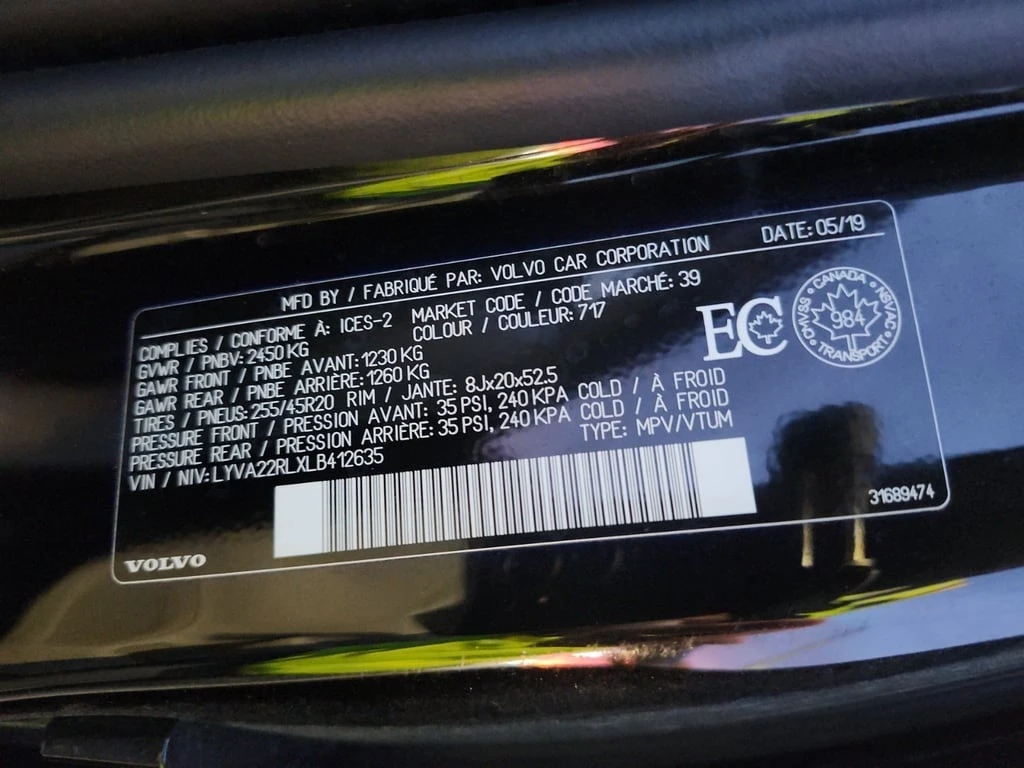 MFD BY / FABRIQUÉ PAR: VOLVO CAR CORPORATION DATE: 05/19
COMPLIES / CONFORME À: ICES-2 MARKET CODE / CODE MARCHÉ: 39
GVWR / PNBV: 2450 KG COLOUR / COULEUR: 717
GAWR FRONT / PNBE AVANT: 1230 KG
GAWR REAR / PNBE ARRIÈRE: 1260 KG
TIRES / PNEUS: 255/45R20 RIM / JANTE: 8Jx20x52.5
PRESSURE FRONT / PRESSION AVANT: 35 PSI, 240 KPA COLD / À FROID
PRESSURE REAR / PRESSION ARRIÈRE: 35 PSI, 240 KPA COLD / À FROID
VIN / NIV: LYVA22RLXLB412635 TYPE: MPV/VTUM
EC
CANADA
CMVSS 984 NSVAC
TRANSPORT
31689474
VOLVO